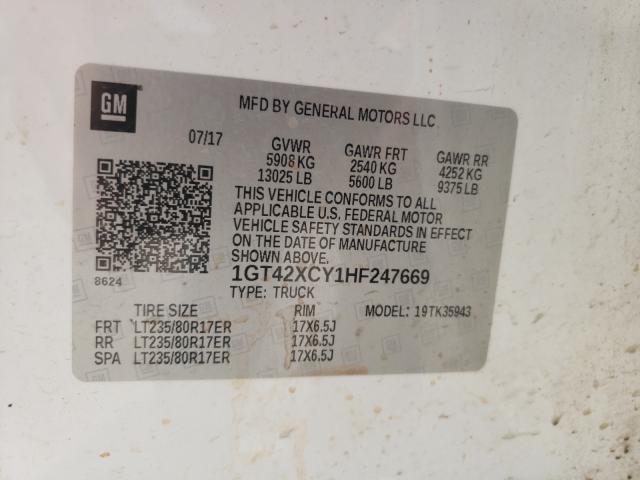 GM
MFD BY GENERAL MOTORS LLC
07/17
GVWR GAWR FRT GAWR RR
5908 KG 2540 KG 4252 KG
13025 LB 5600 LB 9375 LB
THIS VEHICLE CONFORMS TO ALL
APPLICABLE U.S. FEDERAL MOTOR
VEHICLE SAFETY STANDARDS IN EFFECT
ON THE DATE OF MANUFACTURE
SHOWN ABOVE.
8624
1GT42XCY1HF247669
TYPE: TRUCK
TIRE SIZE RIM MODEL: 19TK35943
FRT LT235/80R17ER 17X6.5J
RR LT235/80R17ER 17X6.5J
SPA LT235/80R17ER 17X6.5J